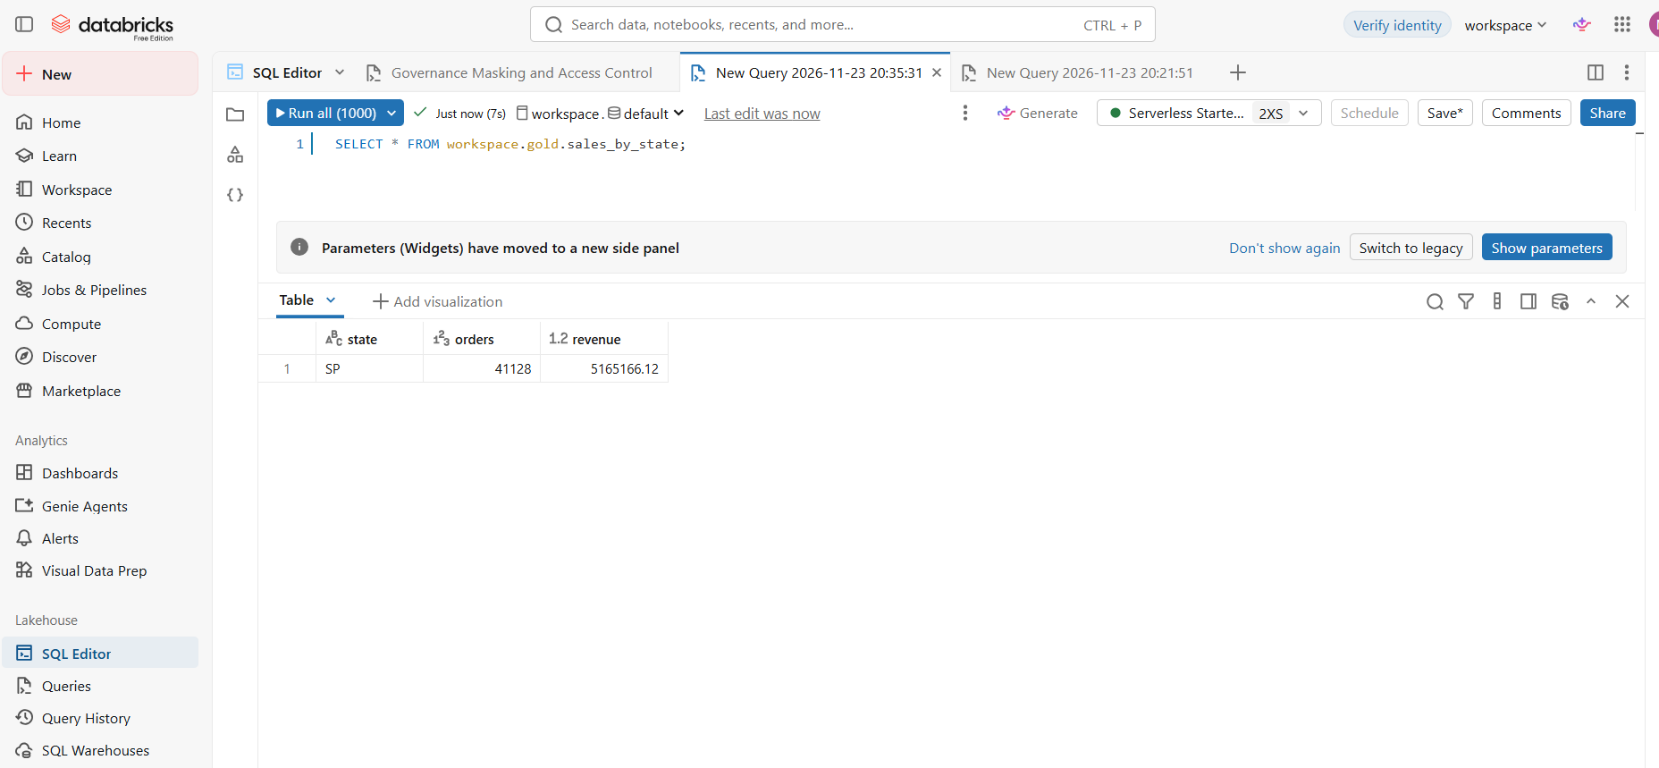 databricks
Free Edition
Search data, notebooks, recents, and more...
CTRL + P
Verify identity
workspace
New
Home
Learn
Workspace
Recents
Catalog
Jobs & Pipelines
Compute
Discover
Marketplace
Analytics
Dashboards
Genie Agents
Alerts
Visual Data Prep
Lakehouse
SQL Editor
Queries
Query History
SQL Warehouses
SQL Editor
Governance Masking and Access Control
New Query 2026-11-23 20:35:31
New Query 2026-11-23 20:21:51
Run all (1000)
Just now (7s)
workspace . default
Last edit was now
Generate
Serverless Starte... 2XS
Schedule
Save*
Comments
Share
1 SELECT * FROM workspace.gold.sales_by_state;
Parameters (Widgets) have moved to a new side panel
Don't show again
Switch to legacy
Show parameters
Table
Add visualization
state orders 1.2 revenue
1 SP 41128 5165166.12